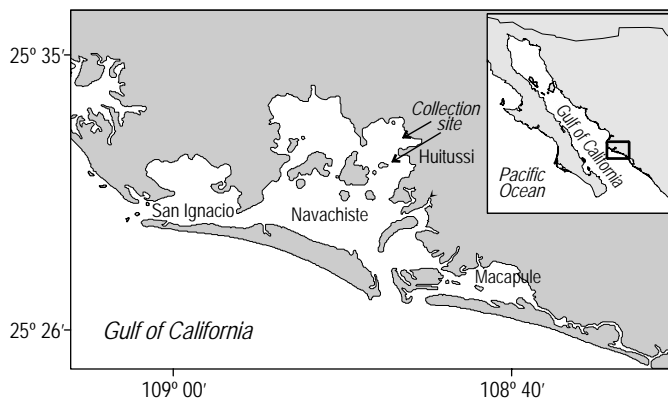 25º 35′
Collection
site
Huitussi
San Ignacio
Navachiste
Macapule
25º 26′
Gulf of California
109º 00′
108º 40′
Gulf of California
Pacific
Ocean